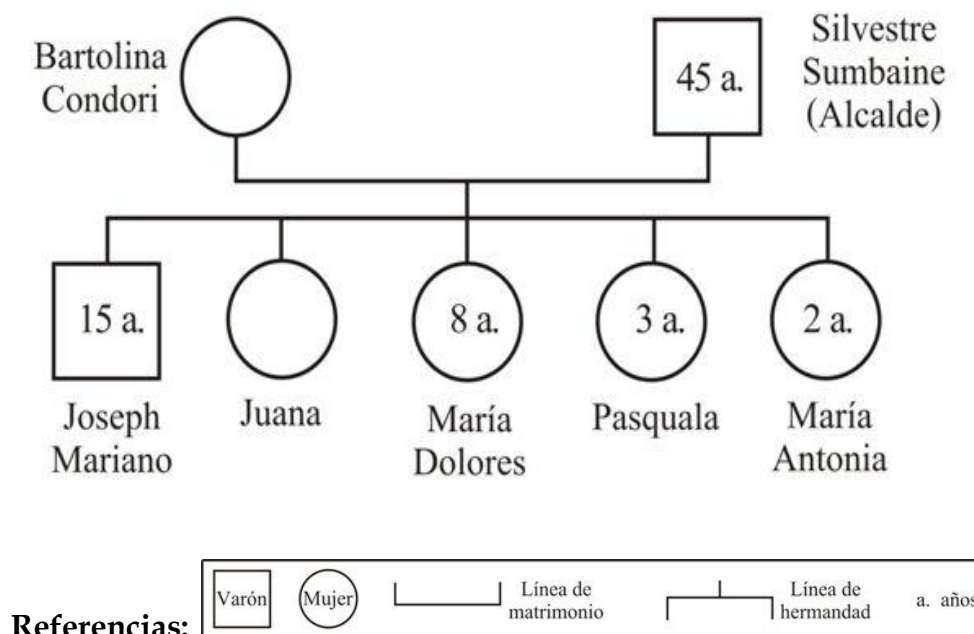 Bartolina
Condori
45 a.
Silvestre
Sumbaine
(Alcalde)
15 a.
8 a.
3 a.
2 a.
Joseph
Mariano
Juana
María
Dolores
Pasquala
María
Antonia
Referencias:
Varón
Mujer
Línea de
matrimonio
Línea de
hermandad
a. años